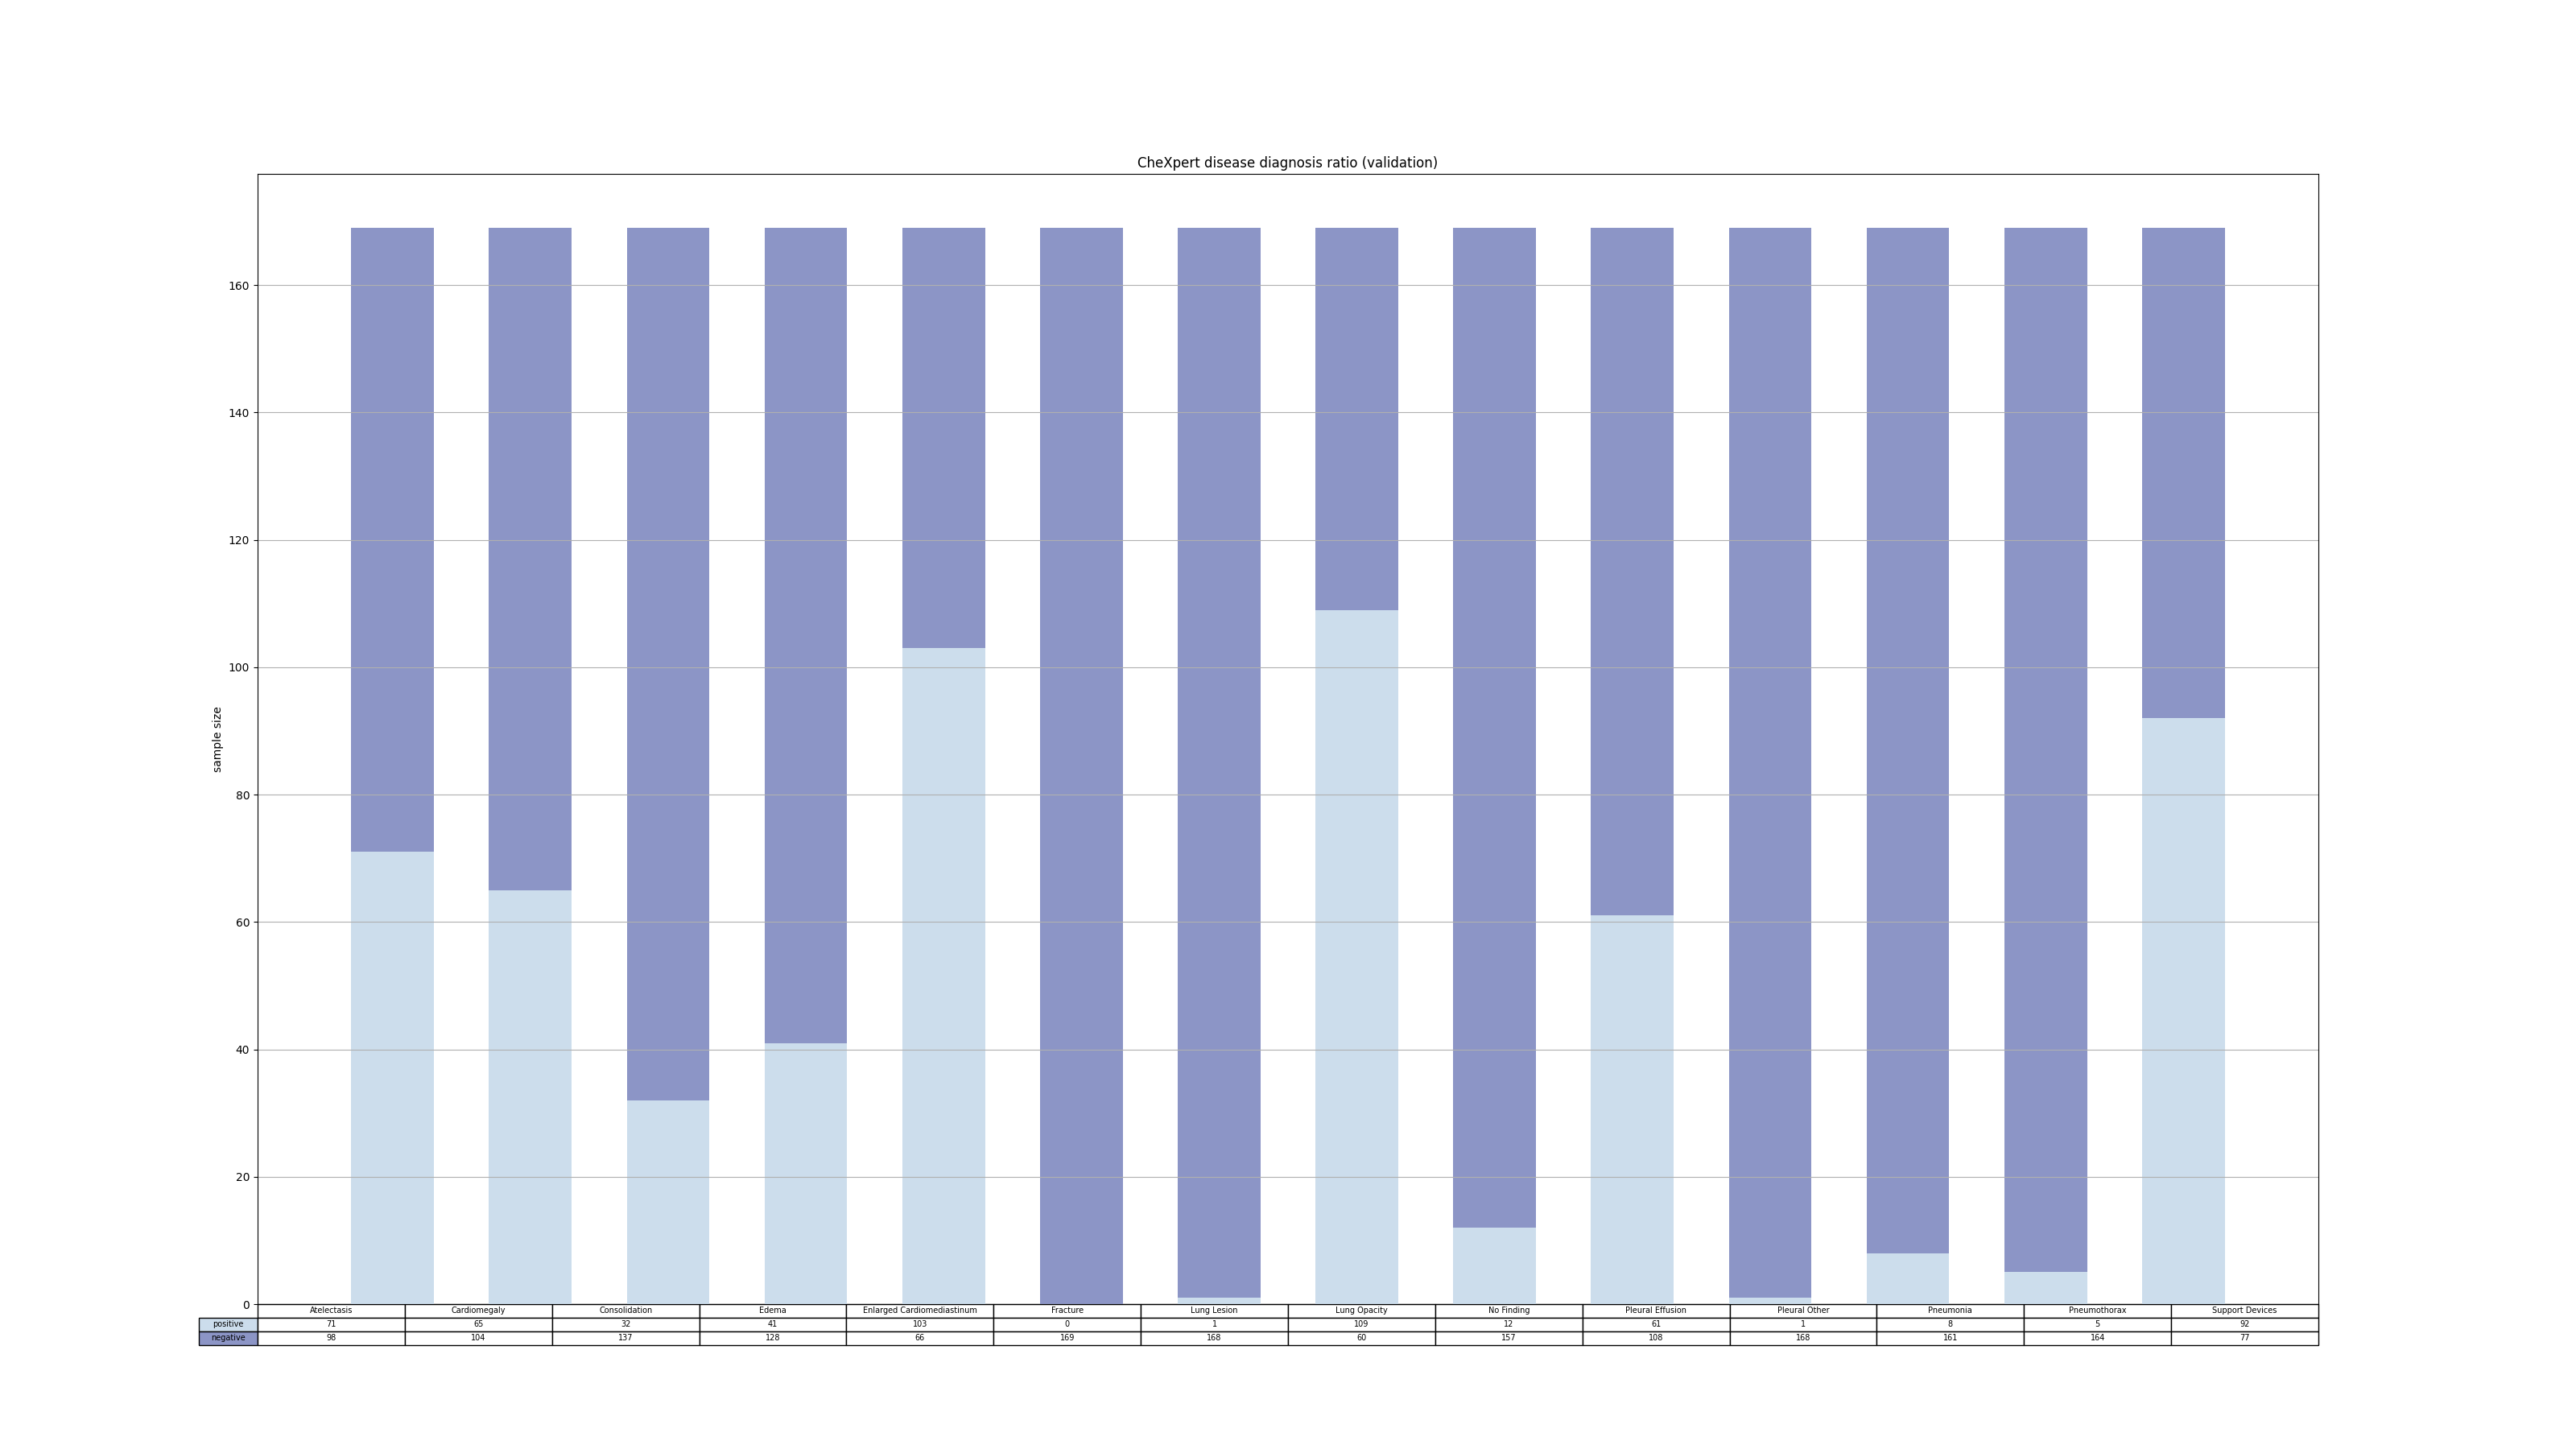 CheXpert disease diagnosis ratio (validation)
160
140
120
100
80
60
40
20
0
sample size
Atelectasis Cardiomegaly Consolidation Edema Enlarged Cardiomediastinum Fracture Lung Lesion Lung Opacity No Finding Pleural Effusion Pleural Other Pneumonia Pneumothorax Support Devices
positive 71 65 32 41 103 0 1 109 12 61 1 8 5 92
negative 98 104 137 128 66 169 168 60 157 108 168 161 164 77